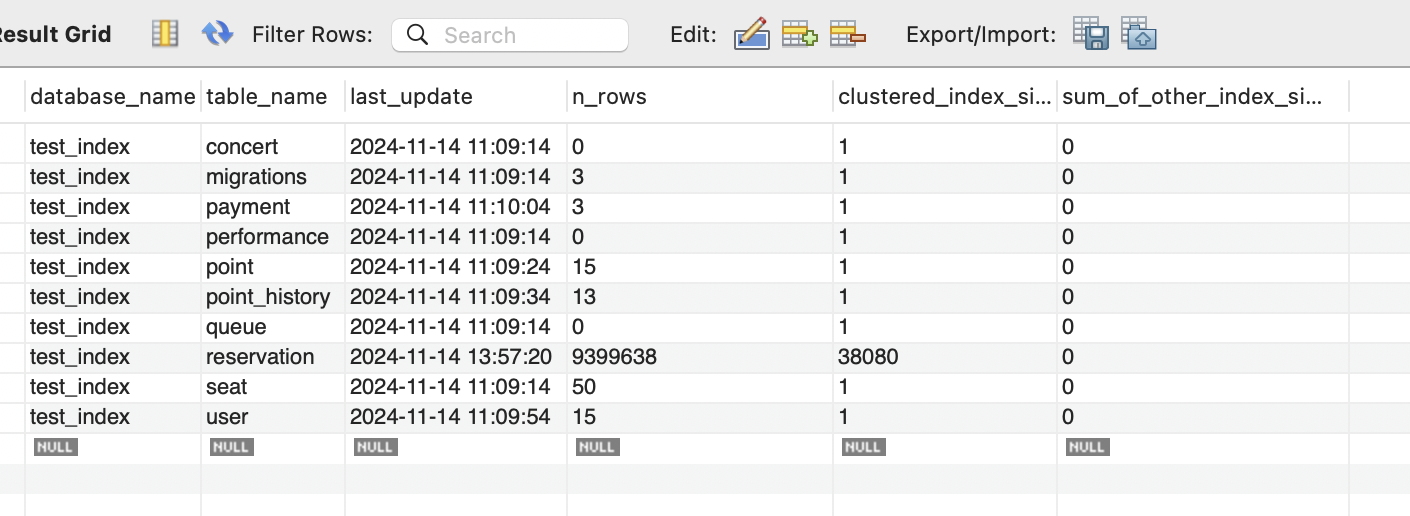 esult Grid Filter Rows: Search Edit: Export/Import:
database_name table_name last_update n_rows clustered_index_si... sum_of_other_index_si...
test_index concert 2024-11-14 11:09:14 0 1 0
test_index migrations 2024-11-14 11:09:14 3 1 0
test_index payment 2024-11-14 11:10:04 3 1 0
test_index performance 2024-11-14 11:09:14 0 1 0
test_index point 2024-11-14 11:09:24 15 1 0
test_index point_history 2024-11-14 11:09:34 13 1 0
test_index queue 2024-11-14 11:09:14 0 1 0
test_index reservation 2024-11-14 13:57:20 9399638 38080 0
test_index seat 2024-11-14 11:09:14 50 1 0
test_index user 2024-11-14 11:09:54 15 1 0
NULL NULL NULL NULL NULL NULL